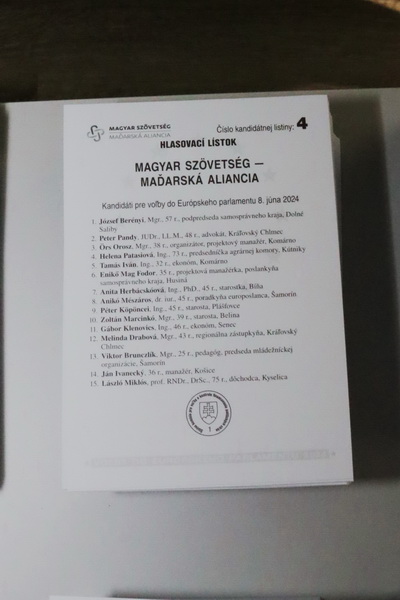 MAGYAR SZÖVETSÉG
MAĎARSKÁ ALIANCIA
Číslo kandidátnej listiny: 4
HLASOVACÍ LÍSTOK
MAGYAR SZÖVETSÉG –
MAĎARSKÁ ALIANCIA
Kandidáti pre voľby do Európskeho parlamentu 8. júna 2024
1. József Berényi, Mgr., 57 r., podpredseda samosprávneho kraja, Dolné
Saliby
2. Peter Pandy, JUDr., LL.M., 48 r., advokát, Kráľovský Chlmec
3. Örs Orosz, Mgr., 38 r., organizátor, projektový manažér, Komárno
4. Helena Patasiová, Ing., 73 r., predsedníčka agrárnej komory, Kútniky
5. Tamás Iván, Ing., 32 r., ekonóm, Komárno
6. Enikő Mag Fodor, 35 r., projektová manažérka, poslankyňa
samosprávneho kraja, Husiná
7. Anita Herbácsková, Ing., PhD., 45 r., starostka, Bíňa
8. Anikó Mészáros, dr. iur., 45 r., poradkyňa europoslanca, Šamorín
9. Péter Köpöncei, Ing., 45 r., starosta, Plášťovce
10. Zoltán Marcinkó, Mgr., 39 r., starosta, Belina
11. Gábor Klenovics, Ing., 46 r., ekonóm, Senec
12. Melinda Drabová, Mgr., 43 r., regionálna zástupkyňa, Kráľovský
Chlmec
13. Viktor Brunczlík, Mgr., 25 r., pedagóg, predseda mládežníckej
organizácie, Šamorín
14. Ján Ivanecký, 36 r., manažér, Košice
15. László Miklós, prof. RNDr., DrSc., 75 r., dôchodca, Kyselica